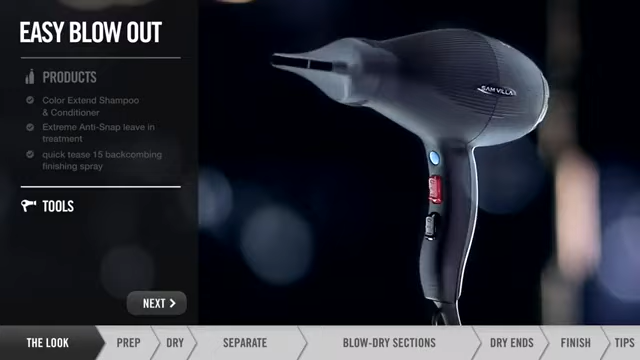 EASY BLOW OUT
PRODUCTS
Color Extend Shampoo
& Conditioner
Extreme Anti-Snap leave in
treatment
quick tease 15 backcombing
finishing spray
TOOLS
SAM VILLA
NEXT
THE LOOK
PREP
DRY
SEPARATE
BLOW-DRY SECTIONS
DRY ENDS
FINISH
TIPS